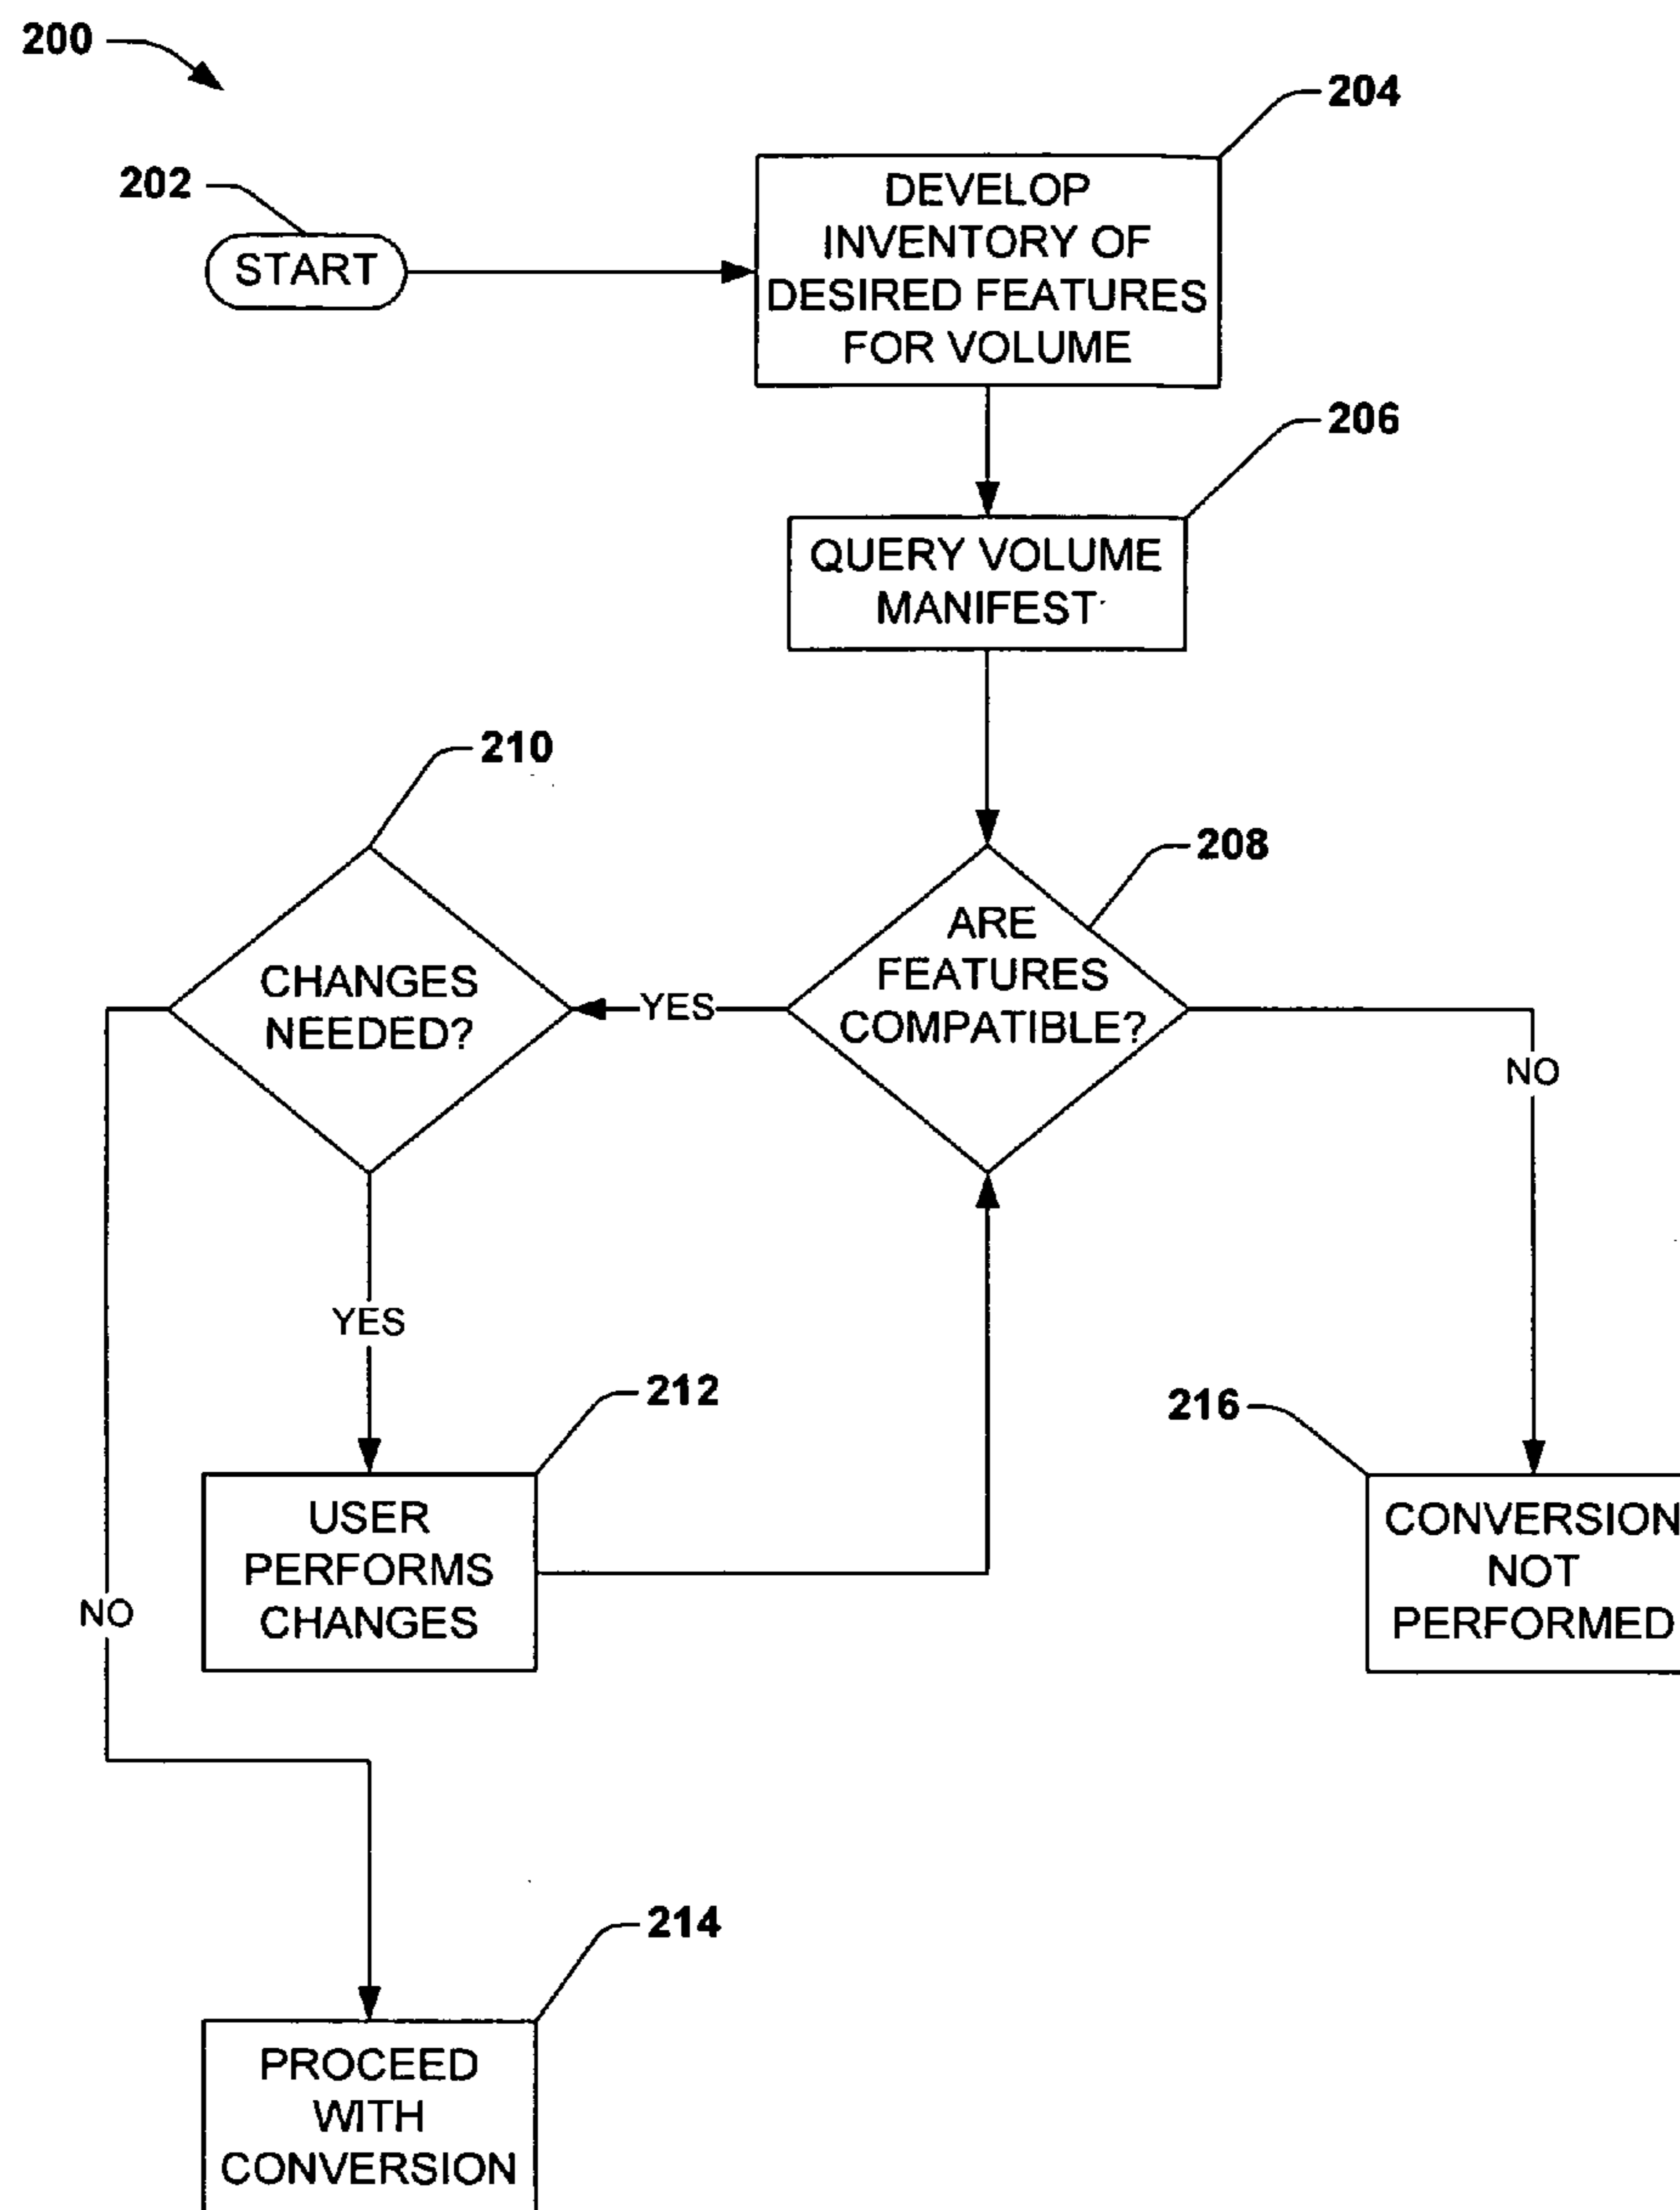 200
204
202
START
DEVELOP
INVENTORY OF
DESIRED FEATURES
FOR VOLUME
206
QUERY VOLUME
MANIFEST
210
208
CHANGES
NEEDED?
YES
ARE
FEATURES
COMPATIBLE?
NO
YES
212
216
USER
PERFORMS
CHANGES
CONVERSION
NOT
PERFORMED
NO
214
PROCEED
WITH
CONVERSION